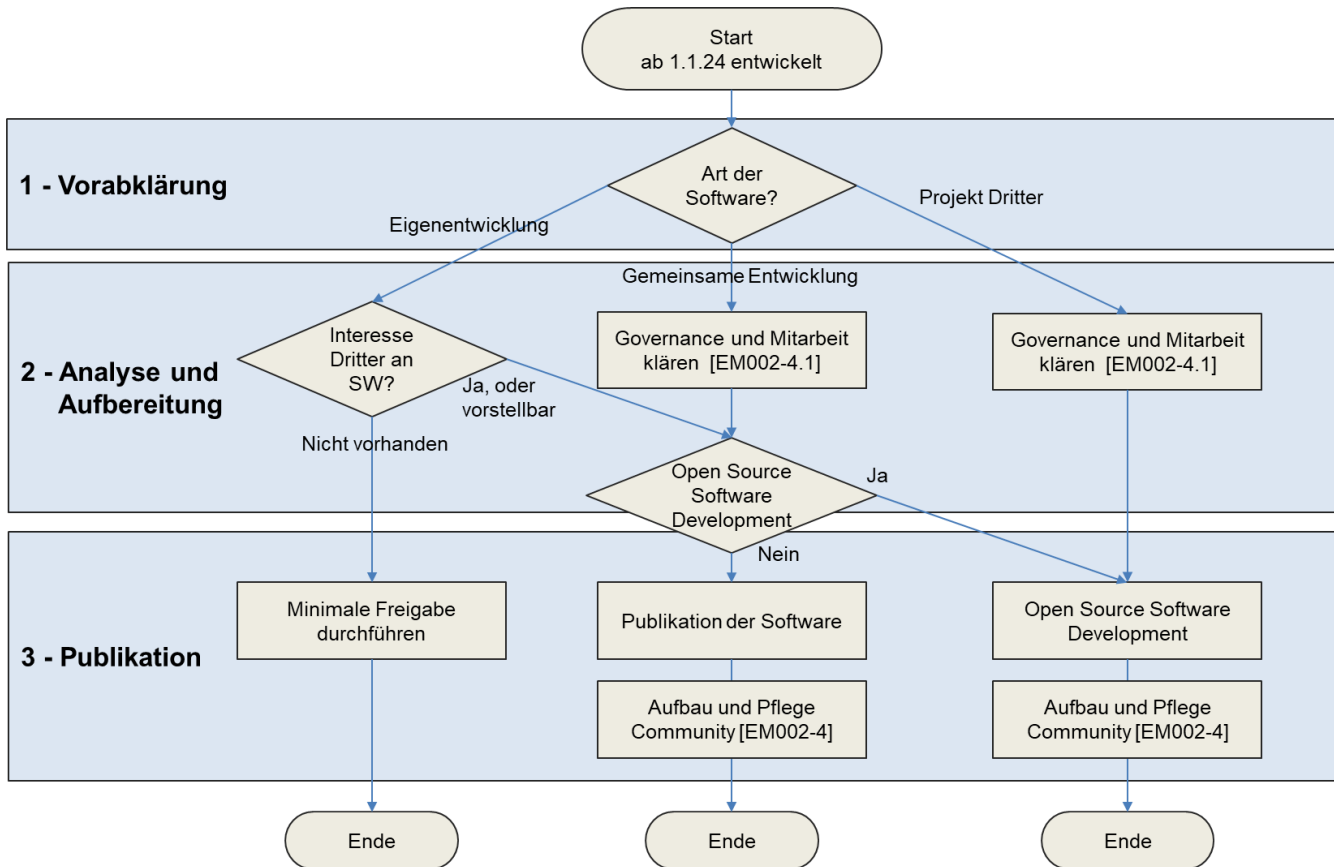 Start
ab 1.1.24 entwickelt
1 - Vorabklärung
Art der
Software?
Projekt Dritter
Eigenentwicklung
Gemeinsame Entwicklung
2 - Analyse und
Aufbereitung
Interesse
Dritter an
SW?
Governance und Mitarbeit
klären [EM002-4.1]
Governance und Mitarbeit
klären [EM002-4.1]
Ja, oder
vorstellbar
Nicht vorhanden
Open Source
Software
Development
Ja
Nein
3 - Publikation
Minimale Freigabe
durchführen
Publikation der Software
Open Source Software
Development
Aufbau und Pflege
Community [EM002-4]
Aufbau und Pflege
Community [EM002-4]
Ende
Ende
Ende